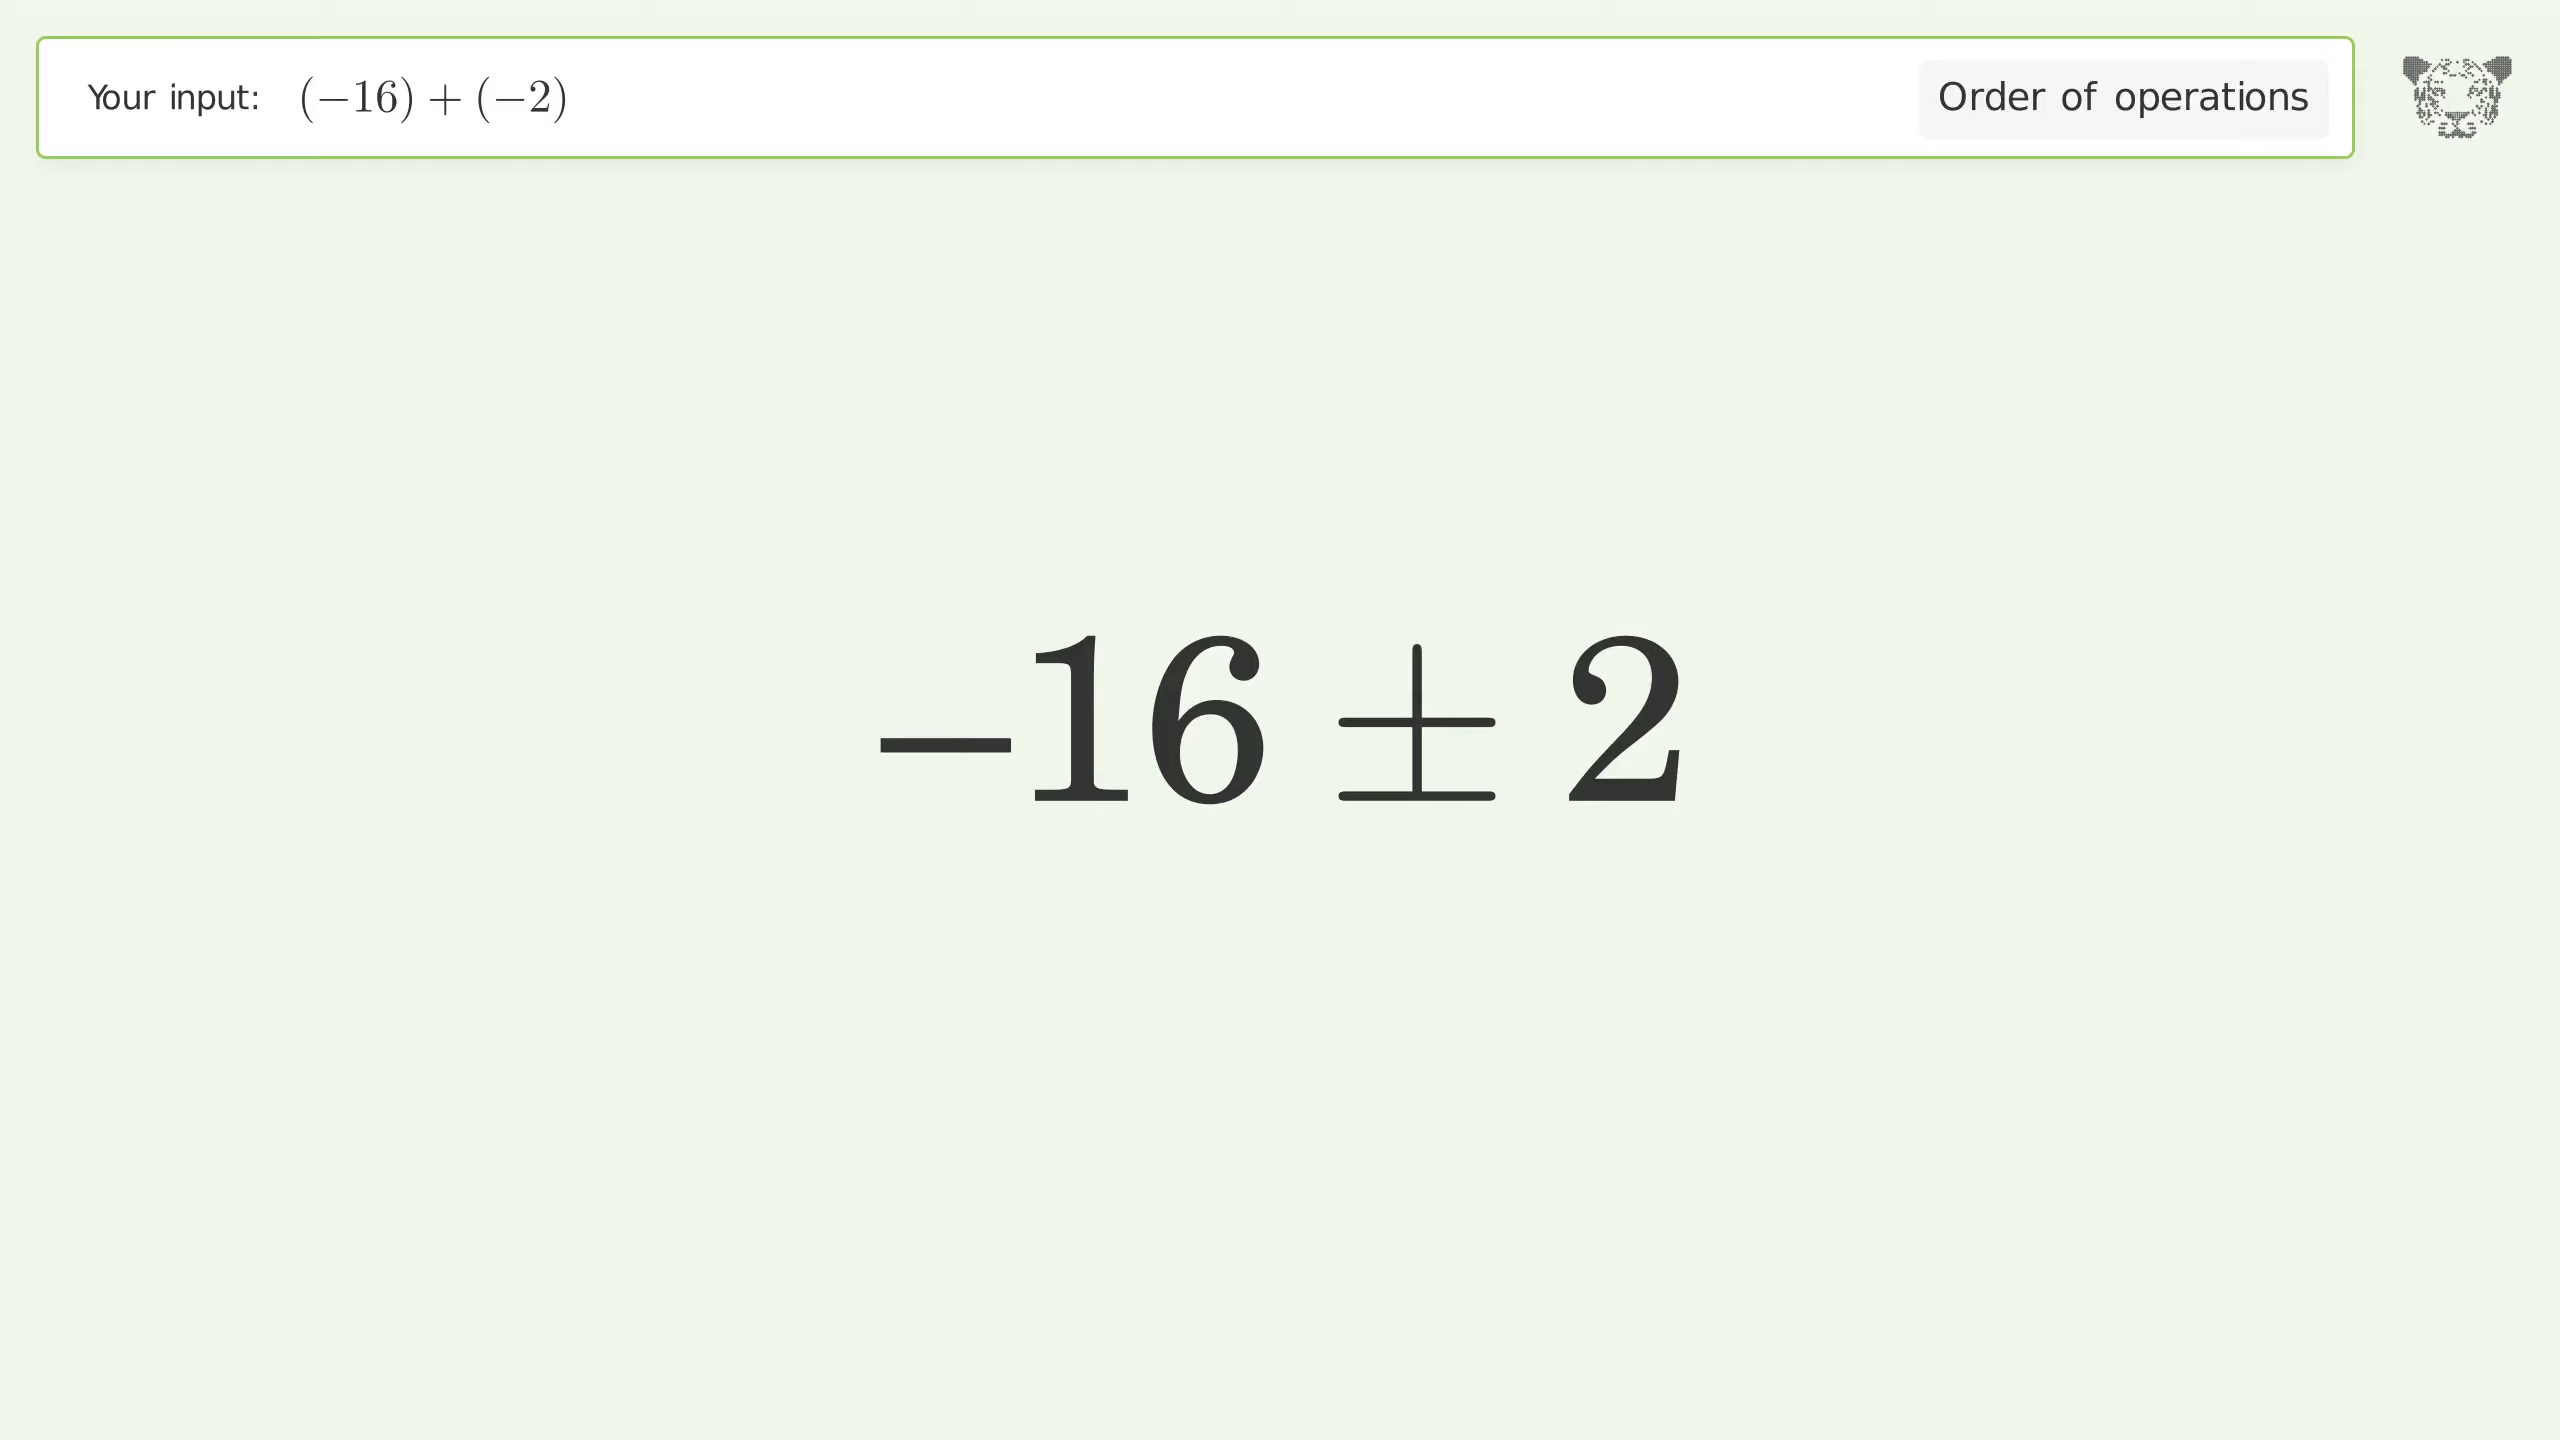 Your input: (−16) + (−2)
Order of operations
−16 ± 2